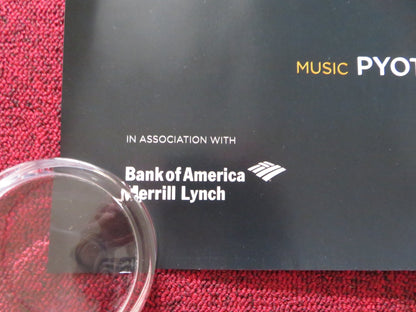 MUSIC PYOT
IN ASSOCIATION WITH
Bank of America
Merrill Lynch